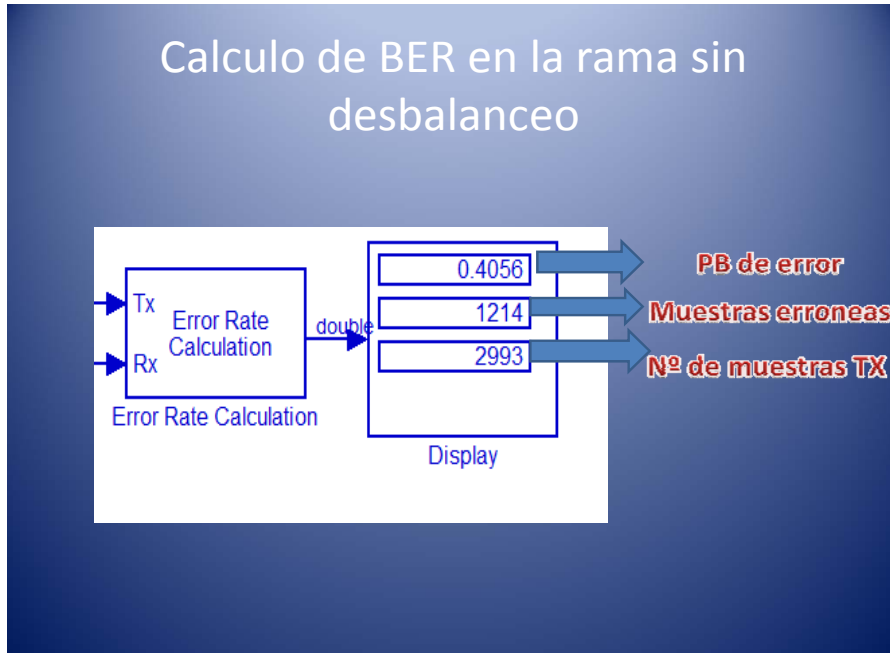 Calculo de BER en la rama sin
desbalanceo
Tx
Rx
Error Rate
Calculation
Error Rate Calculation
double
0.4056
1214
2993
Display
PB de error
Muestras erroneas
Nº de muestras TX